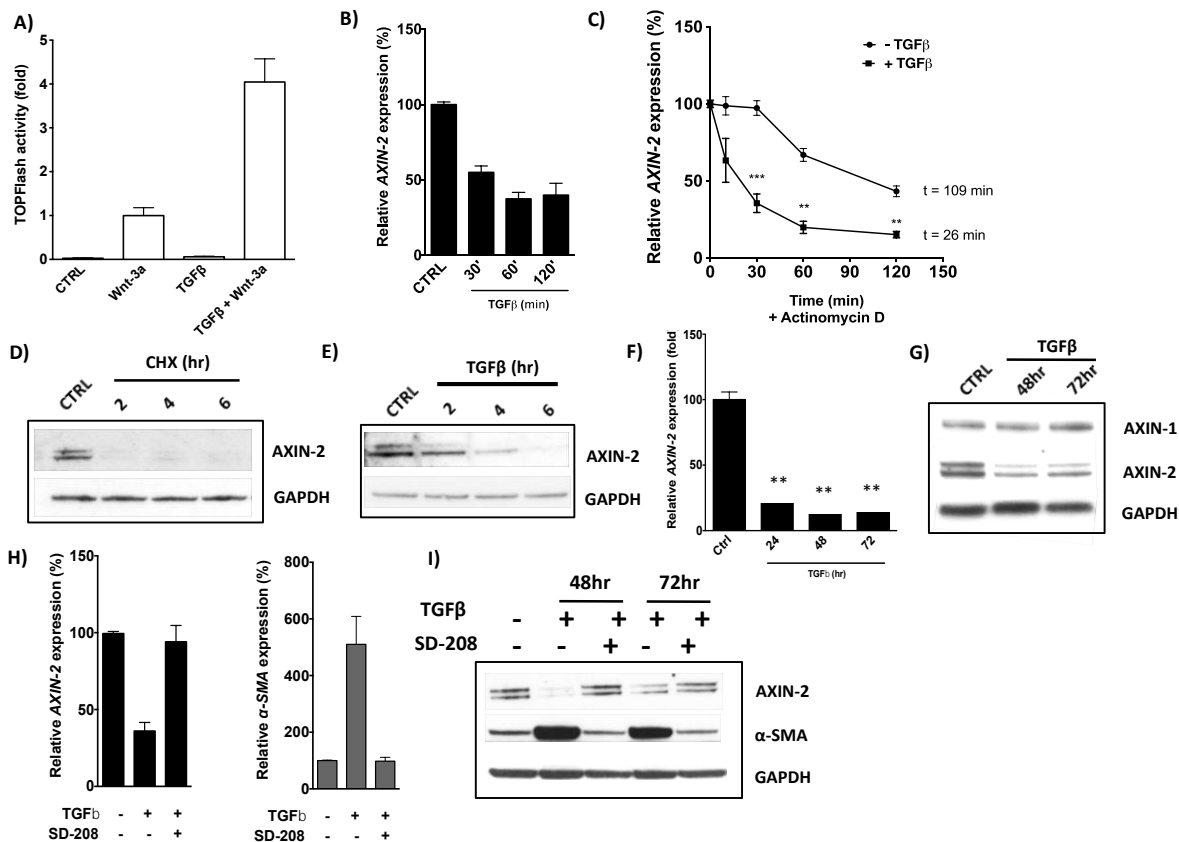 A)
TOPFlash activity (fold)
5
4
3
2
1
0
CTRL
Wnt-3a
TGFβ
TGFβ + Wnt-3a
B)
Relative AXIN-2 expression (%)
150
100
50
0
CTRL
30'
60'
120'
TGFβ (min)
C)
Relative AXIN-2 expression (%)
150
100
50
0
- TGFβ
+ TGFβ
***
**
**
t = 109 min
t = 26 min
0 30 60 90 120 150
Time (min)
+ Actinomycin D
D)
CHX (hr)
CTRL 2 4 6
AXIN-2
GAPDH
E)
TGFβ (hr)
CTRL 2 4 6
AXIN-2
GAPDH
F)
Relative AXIN-2 expression (fold
150
100
50
0
** ** **
Ctrl 24 48 72
TGFb (hr)
G)
TGFβ
CTRL 48hr 72hr
AXIN-1
AXIN-2
GAPDH
H)
Relative AXIN-2 expression (%)
150
100
50
0
TGFb - + +
SD-208 - - +
Relative α-SMA expression (%)
800
600
400
200
0
- + +
- - +
I)
48hr 72hr
TGFβ - + + + +
SD-208 - - + - +
AXIN-2
α-SMA
GAPDH